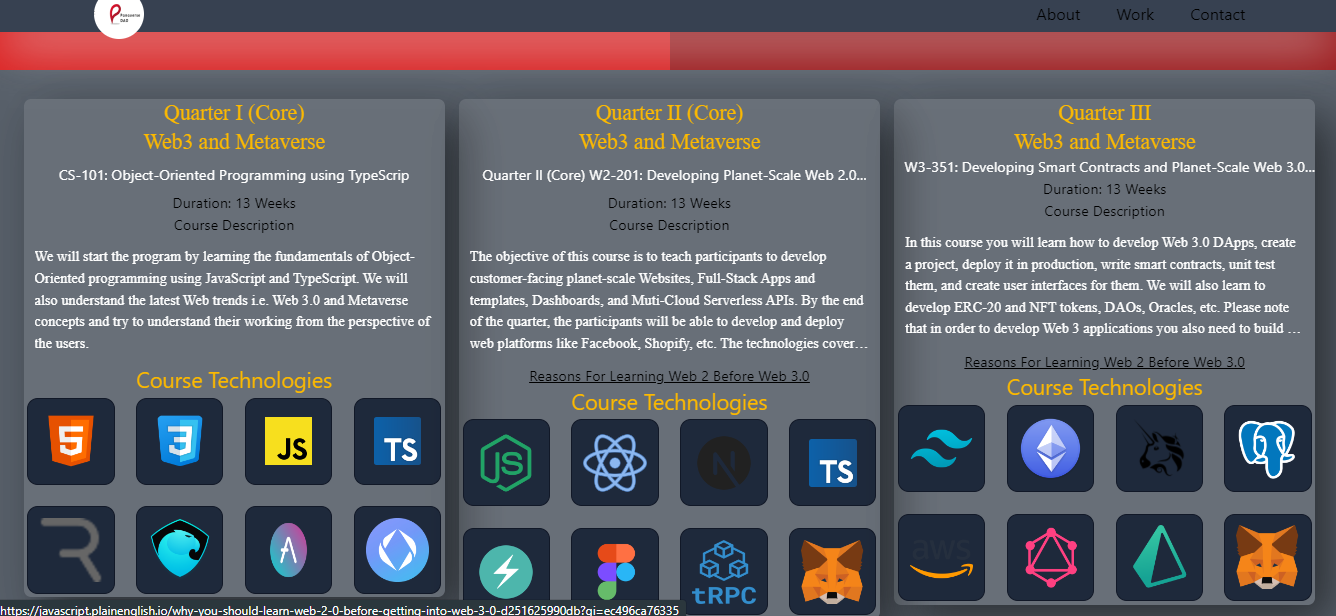 Panaverse
DAO
About
Work
Contact
Quarter I (Core)
Web3 and Metaverse
CS-101: Object-Oriented Programming using TypeScrip
Duration: 13 Weeks
Course Description
We will start the program by learning the fundamentals of Object-
Oriented programming using JavaScript and TypeScript. We will
also understand the latest Web trends i.e. Web 3.0 and Metaverse
concepts and try to understand their working from the perspective of
the users.
Course Technologies
5
3
JS
TS
Quarter II (Core)
Web3 and Metaverse
Quarter II (Core) W2-201: Developing Planet-Scale Web 2.0...
Duration: 13 Weeks
Course Description
The objective of this course is to teach participants to develop
customer-facing planet-scale Websites, Full-Stack Apps and
templates, Dashboards, and Muti-Cloud Serverless APIs. By the end
of the quarter, the participants will be able to develop and deploy
web platforms like Facebook, Shopify, etc. The technologies cover…
Reasons For Learning Web 2 Before Web 3.0
Course Technologies
JS
N
TS
tRPC
Quarter III
Web3 and Metaverse
W3-351: Developing Smart Contracts and Planet-Scale Web 3.0...
Duration: 13 Weeks
Course Description
In this course you will learn how to develop Web 3.0 DApps, create
a project, deploy it in production, write smart contracts, unit test
them, and create user interfaces for them. We will also learn to
develop ERC-20 and NFT tokens, DAOs, Oracles, etc. Please note
that in order to develop Web 3 applications you also need to build …
Reasons For Learning Web 2 Before Web 3.0
Course Technologies
aws
https://javascript.plainenglish.io/why-you-should-learn-web-2-0-before-getting-into-web-3-0-d251625990db?gi=ec496ca76335